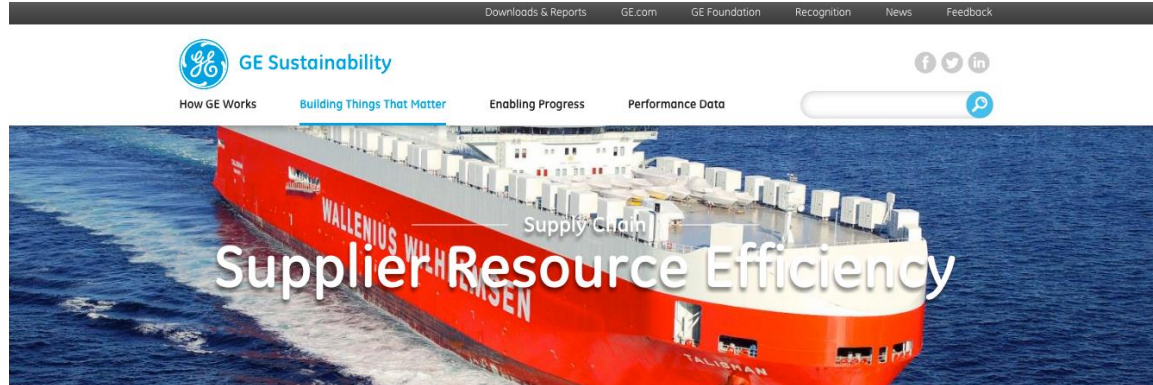 Downloads & Reports GE.com GE Foundation Recognition News Feedback
GE Sustainability
How GE Works Building Things That Matter Enabling Progress Performance Data
Supply Chain
Supplier Resource Efficiency
WALLENIUS WILHELMSEN
TALISMAN